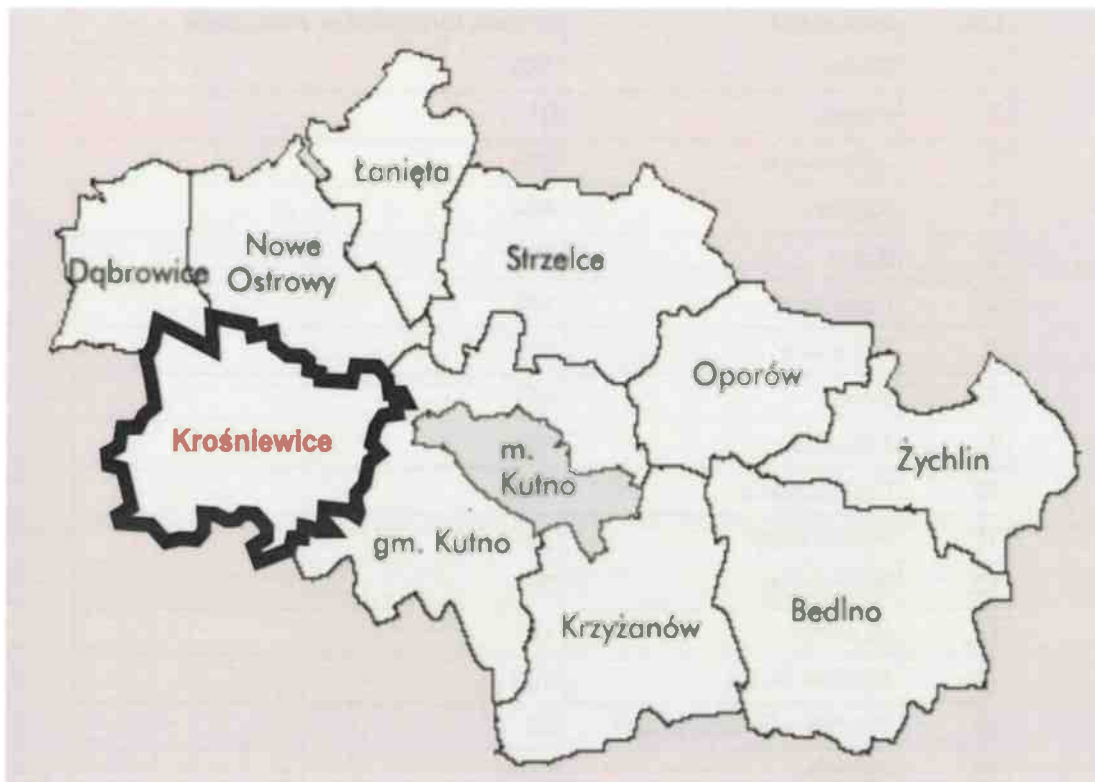 Łanięta
Nowe
Ostrowy
Strzelce
Dąbrowice
Oporów
Krośniewice
m.
Kutno
Żychlin
gm. Kutno
Krzyżanów
Bedlno